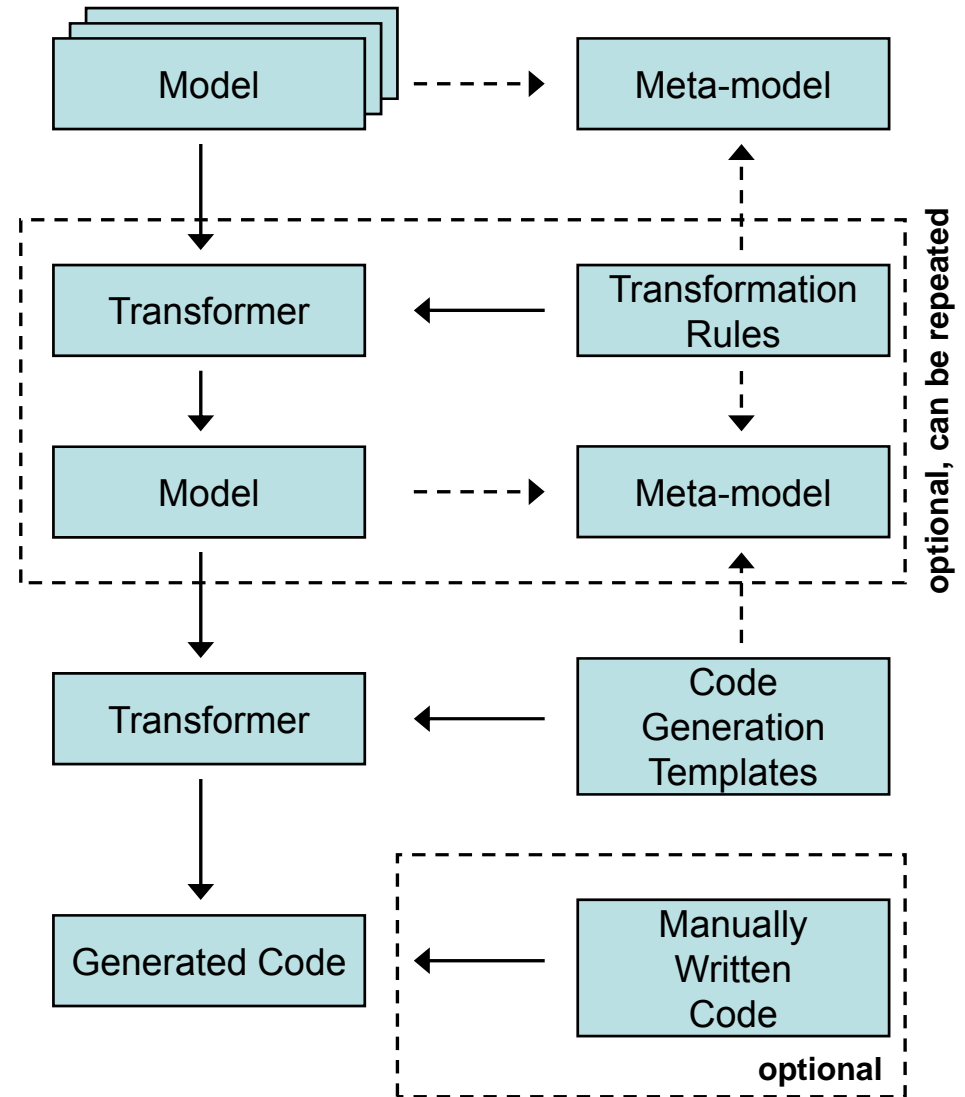 Model
Meta-model
Transformer
Transformation
Rules
optional, can be repeated
Model
Meta-model
Transformer
Code
Generation
Templates
Generated Code
Manually
Written
Code
optional